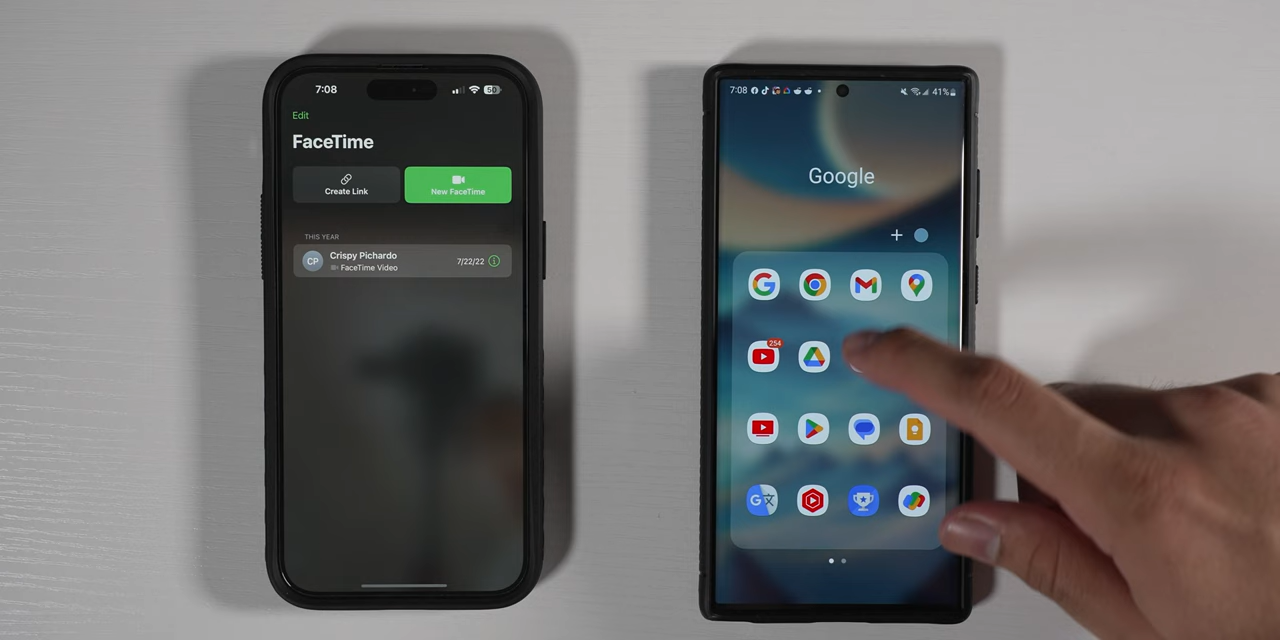 7:08
60
Edit
FaceTime
Create Link
New FaceTime
THIS YEAR
CP
Crispy Pichardo
FaceTime Video
7/22/22
7:08
41%
Google
254